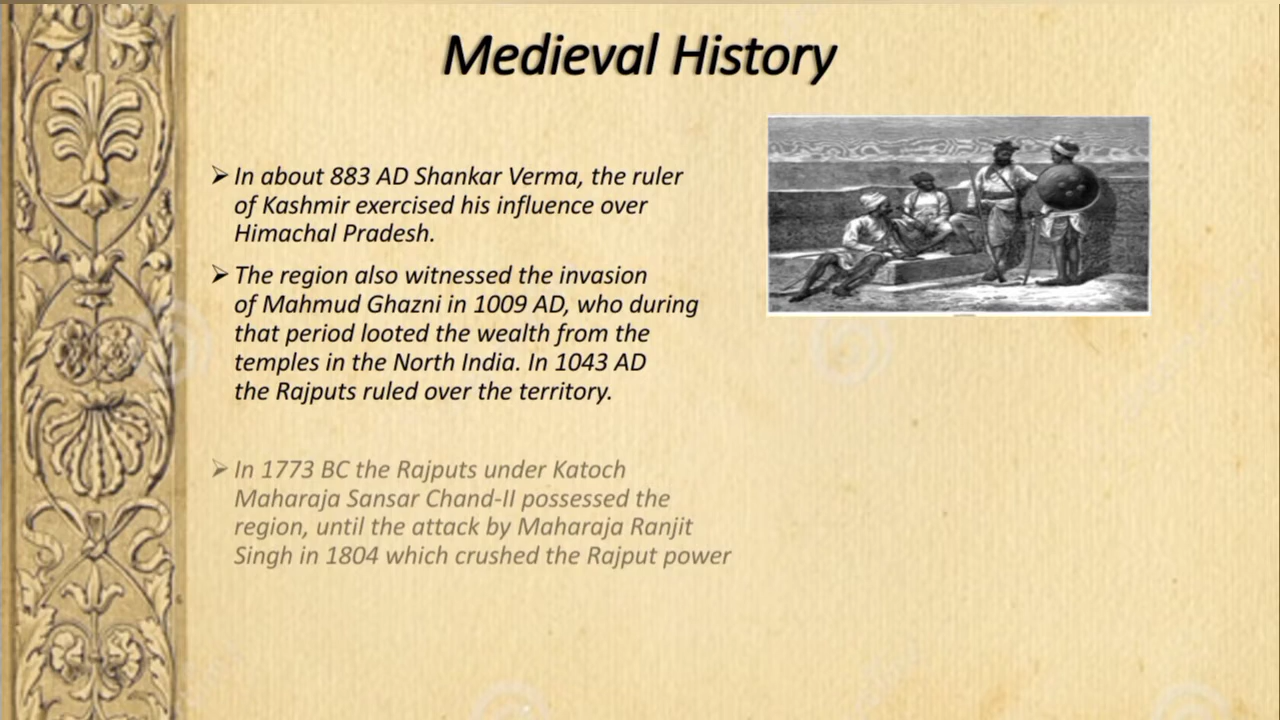 Medieval History
➢ In about 883 AD Shankar Verma, the ruler
of Kashmir exercised his influence over
Himachal Pradesh.
➢ The region also witnessed the invasion
of Mahmud Ghazni in 1009 AD, who during
that period looted the wealth from the
temples in the North India. In 1043 AD
the Rajputs ruled over the territory.
➢ In 1773 BC the Rajputs under Katoch
Maharaja Sansar Chand-II possessed the
region, until the attack by Maharaja Ranjit
Singh in 1804 which crushed the Rajput power